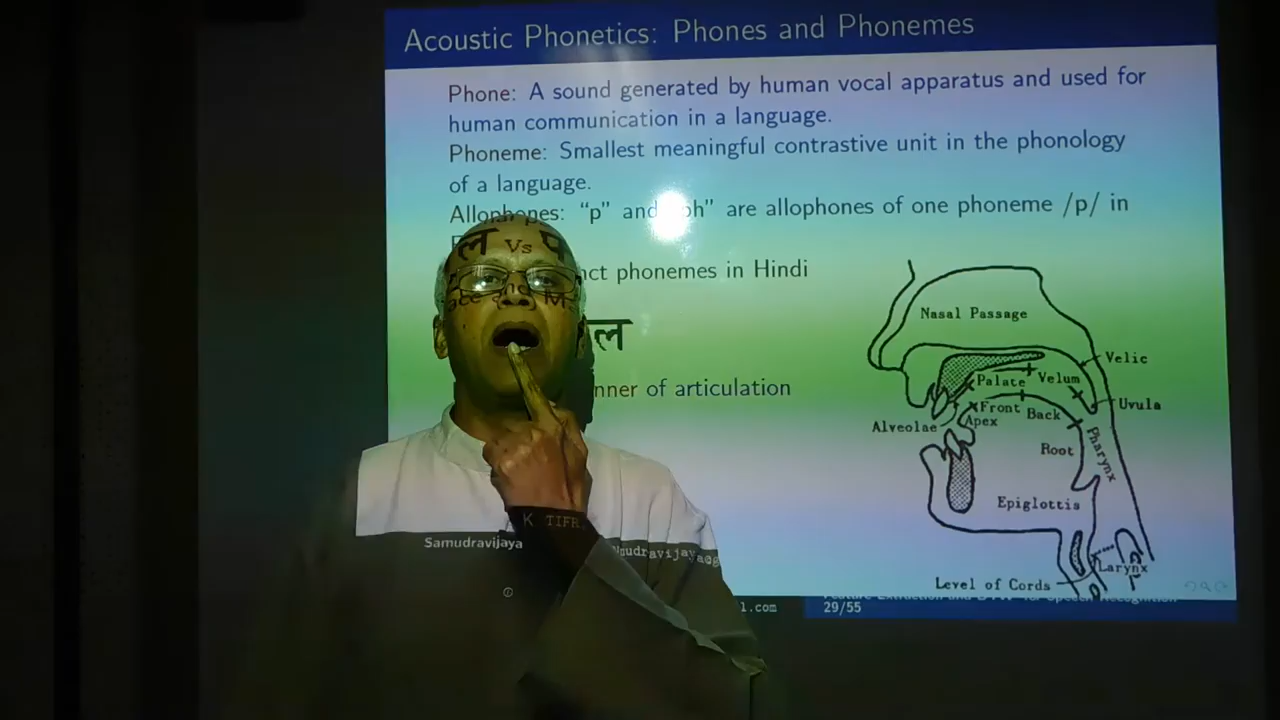 Acoustic Phonetics: Phones and Phonemes
Phone: A sound generated by human vocal apparatus and used for
human communication in a language.
Phoneme: Smallest meaningful contrastive unit in the phonology
of a language.
Allophones: "p" and "ph" are allophones of one phoneme /p/ in
ल Vs प
phonemes in Hindi
ल
of articulation
Nasal Passage
Velic
Palate
Velum
Uvula
Front
Back
Alveolae
Apex
Root
Pharynx
Epiglottis
Larynx
Level of Cords
K TIFR
Samudravijaya
29/55